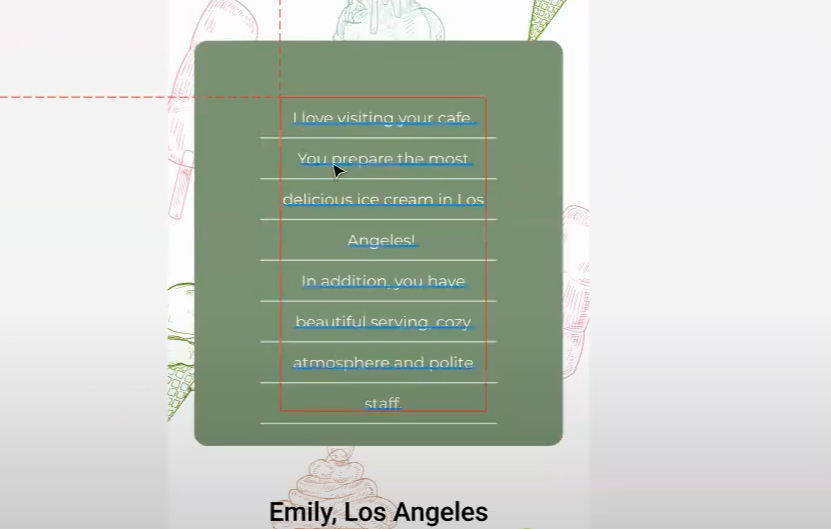 I love visiting your cafe.
You prepare the most
delicious ice cream in Los
Angeles!
In addition, you have
beautiful serving, cozy
atmosphere and polite
staff.
Emily, Los Angeles